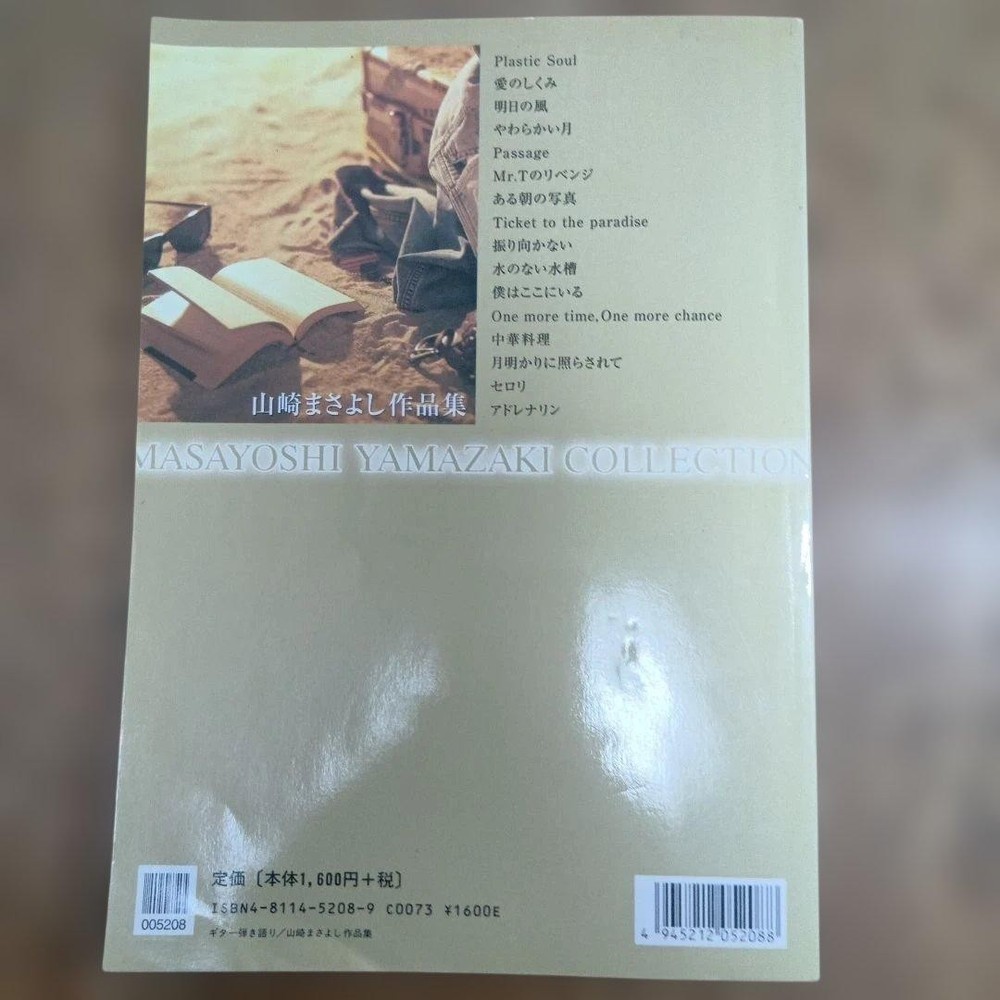 Plastic Soul
愛のしくみ
明日の風
やわらかい月
Passage
Mr.Tのリベンジ
ある朝の写真
Ticket to the paradise
振り向かない
水のない水槽
僕はここにいる
One more time,One more chance
中華料理
月明かりに照らされて
セロリ
アドレナリン
山崎まさよし作品集
MASAYOSHI YAMAZAKI COLLECTION
定価〔本体1,600円+税〕
ISBN4-8114-5208-9 C0073 ¥1600E
ギター弾き語り/山崎まさよし作品集
005208
4 945212 052088